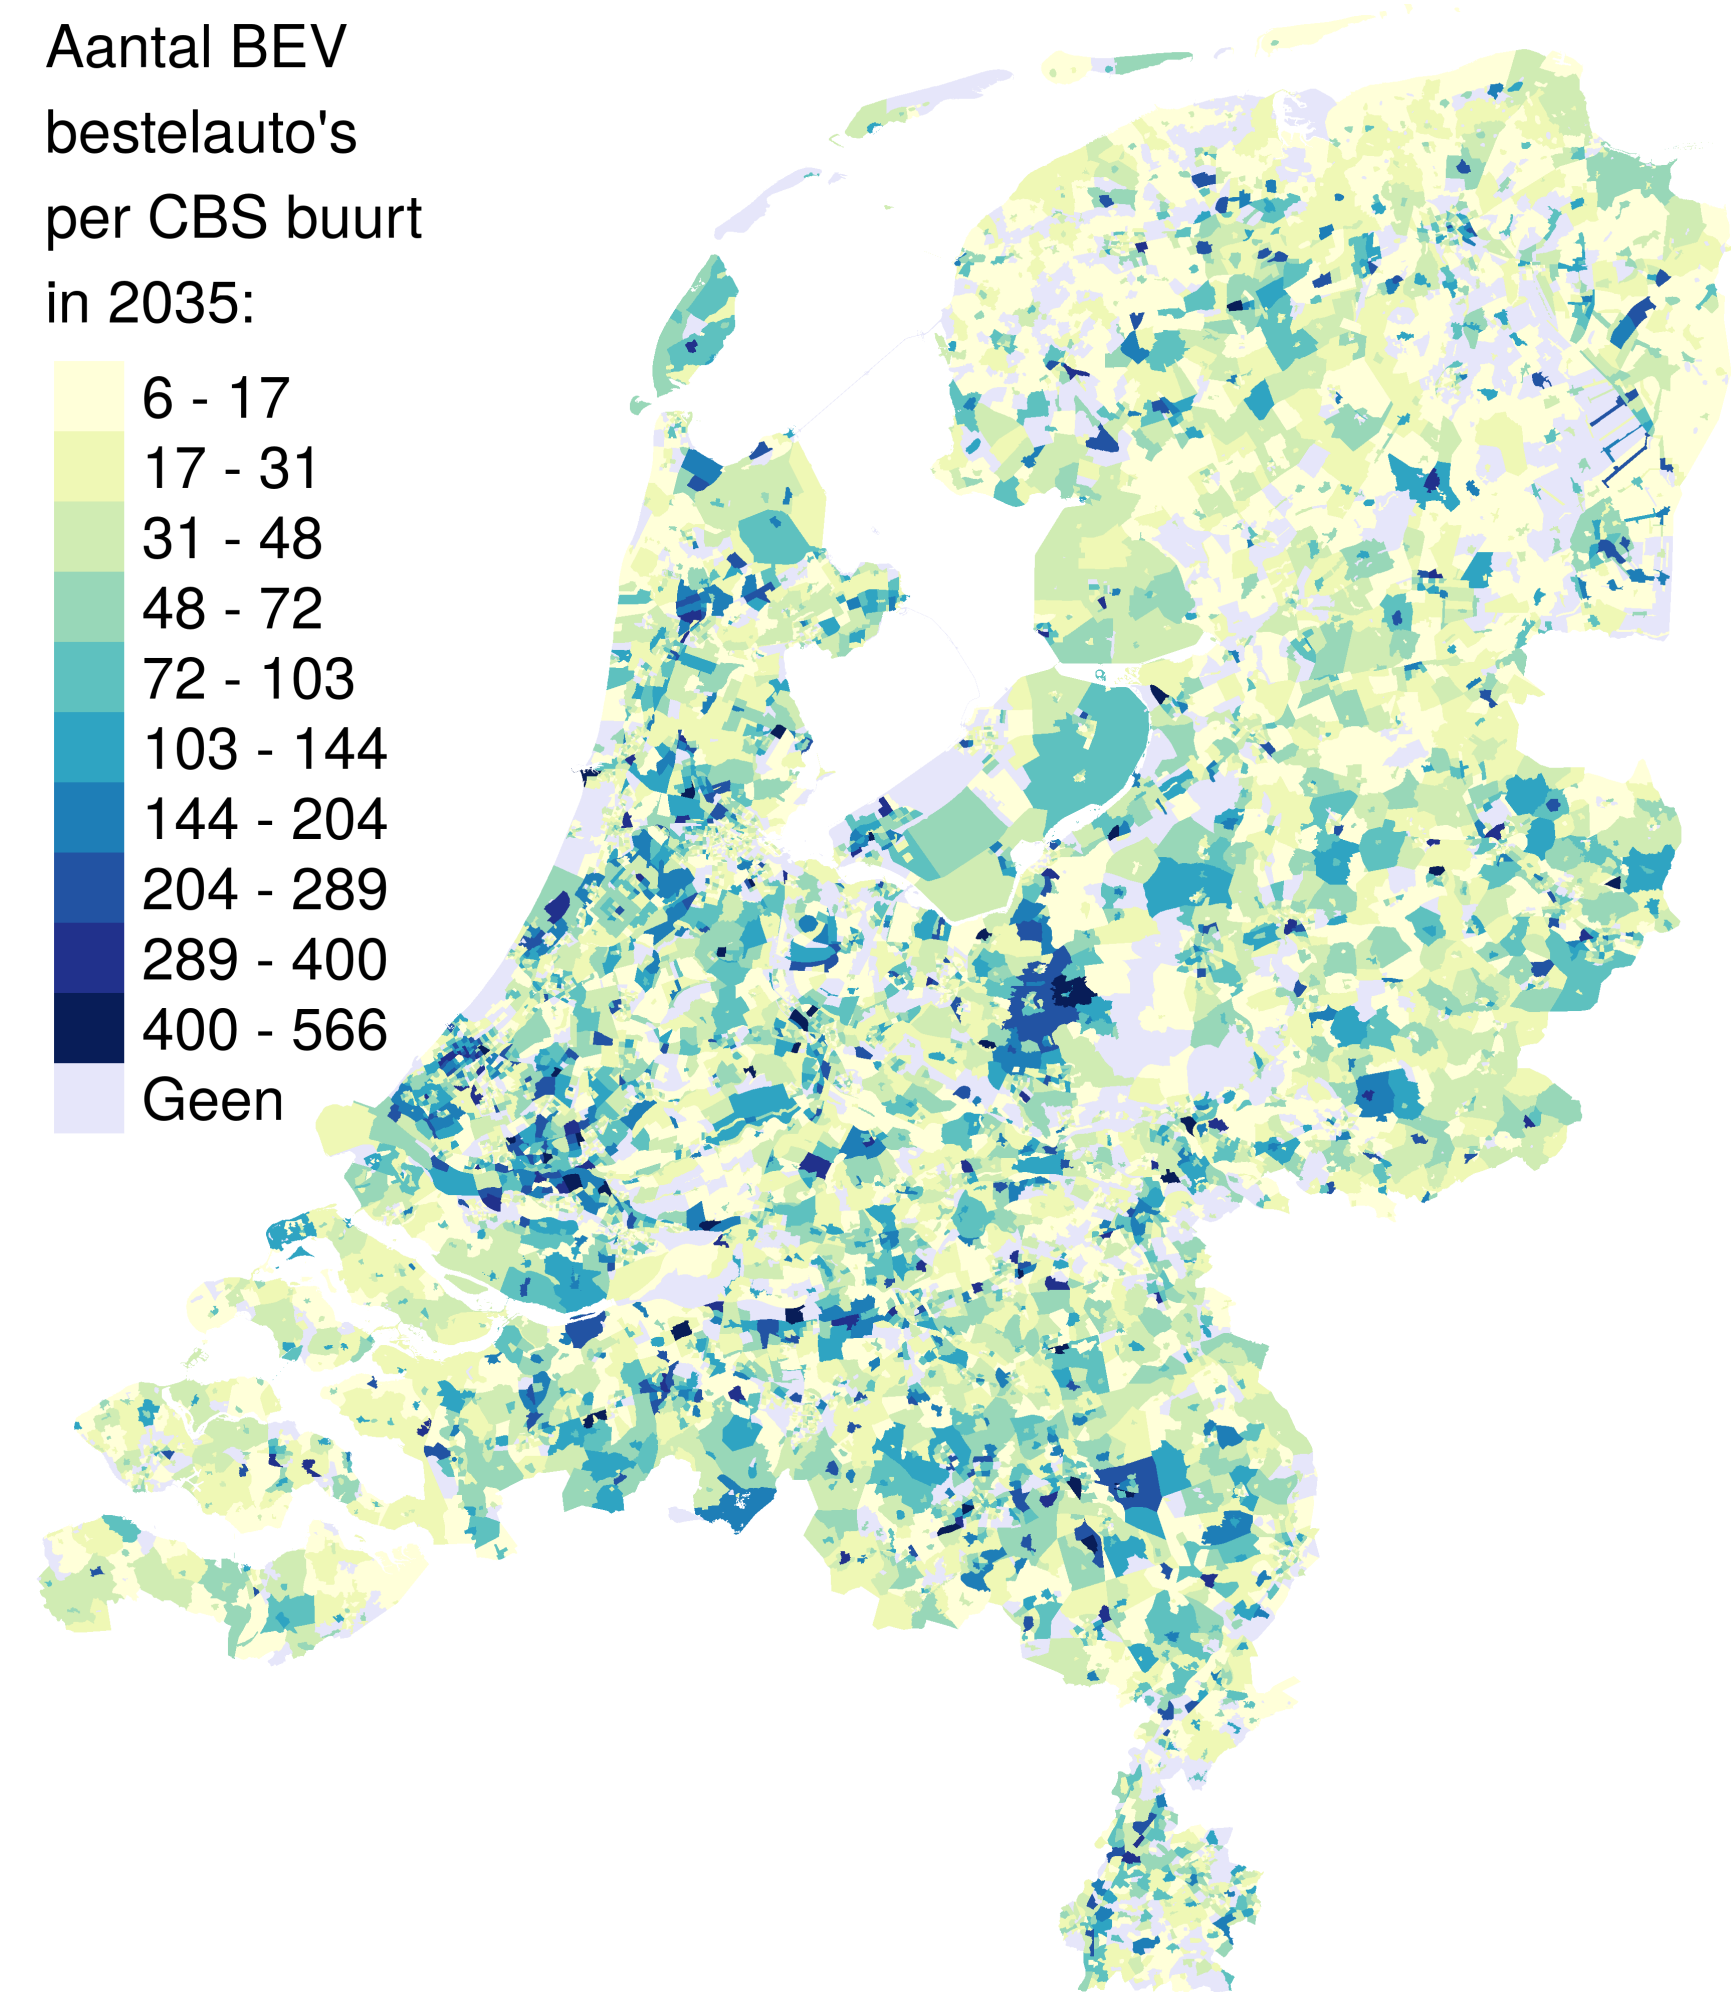 Aantal BEV
bestelauto's
per CBS buurt
in 2035:
6 - 17
17 - 31
31 - 48
48 - 72
72 - 103
103 - 144
144 - 204
204 - 289
289 - 400
400 - 566
Geen